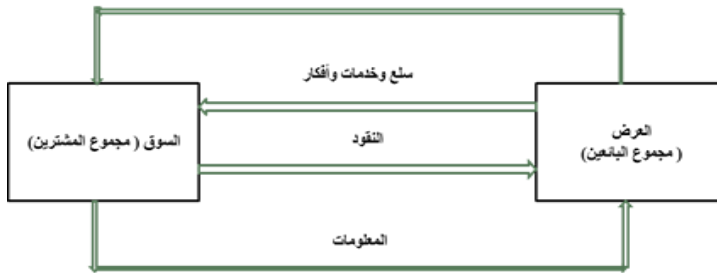 سلع وخدمات وأفكار
العرض
( مجموع البائعين)
النقود
السوق ( مجموع المشترين)
المعلومات